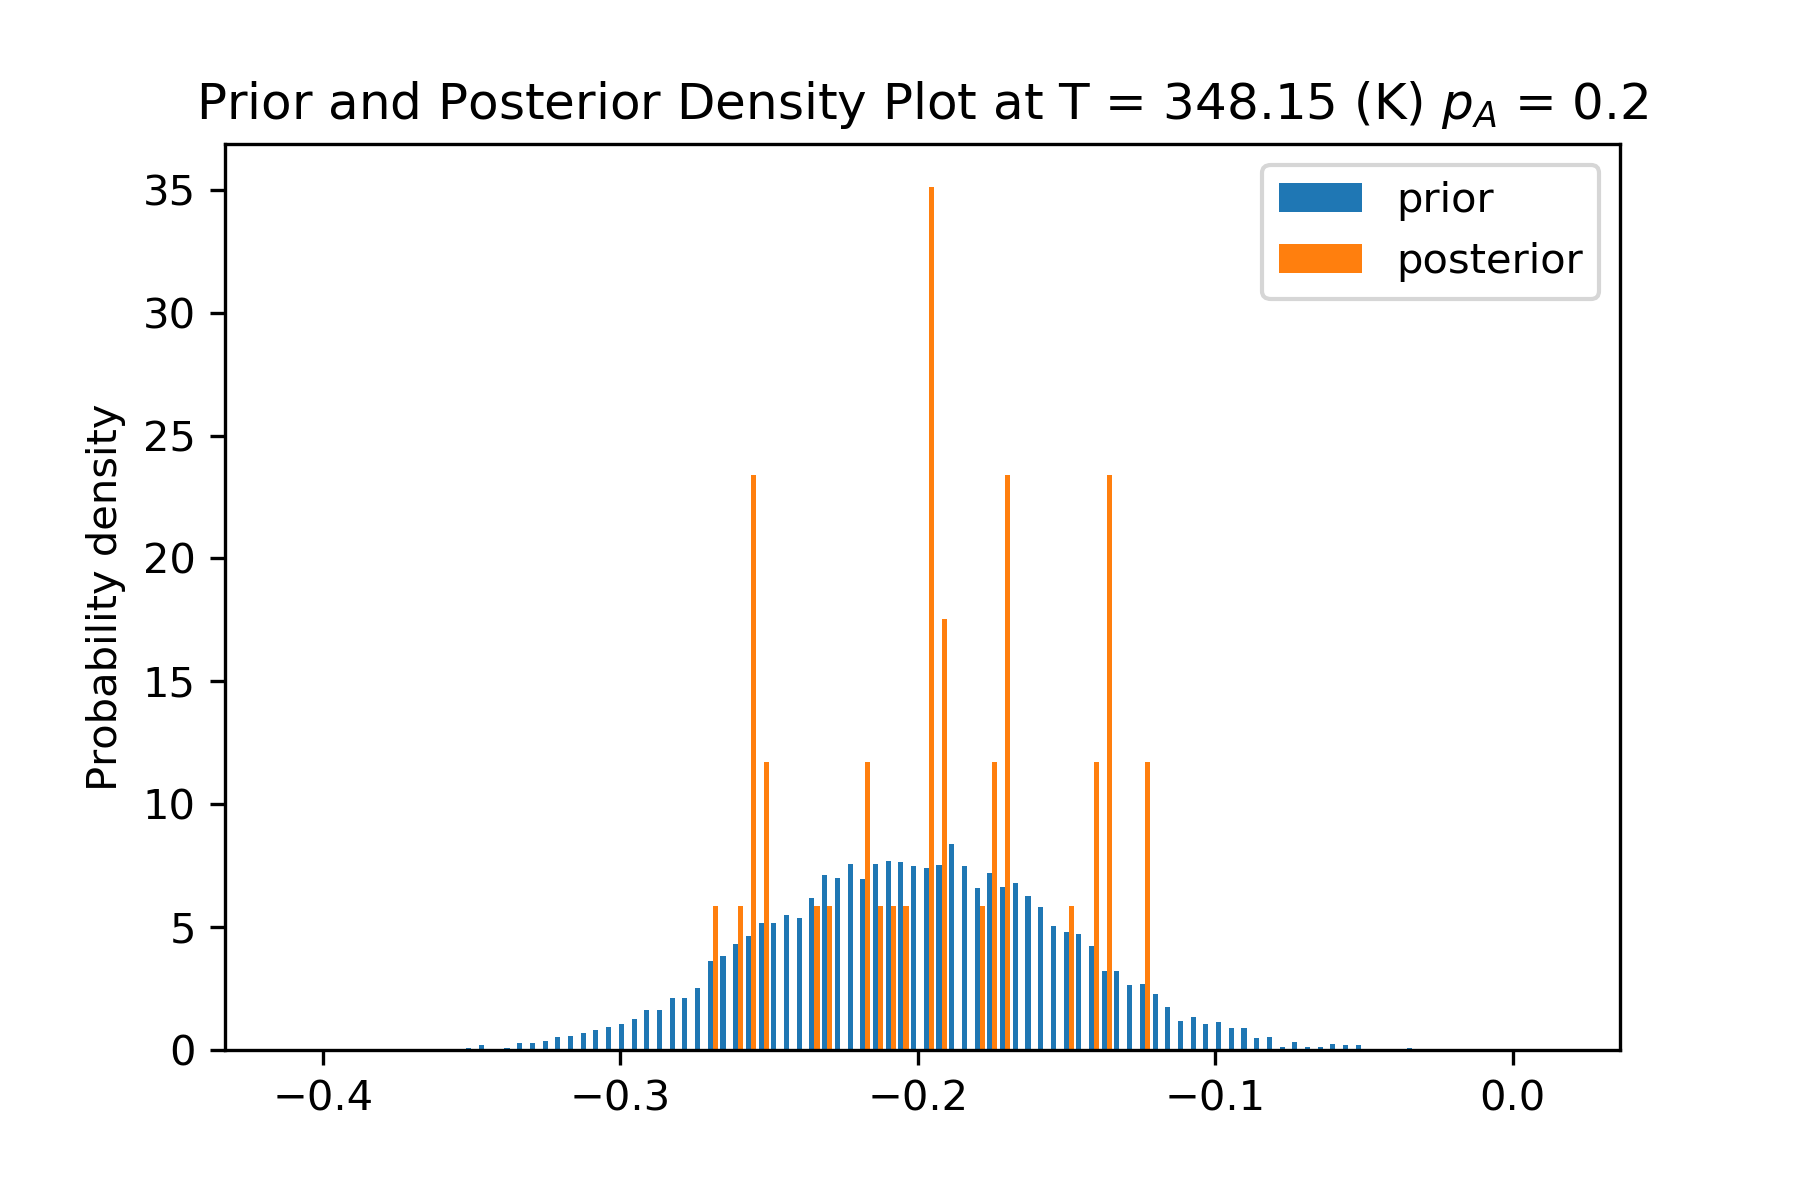 Prior and Posterior Density Plot at T = 348.15 (K) p_A = 0.2
prior
posterior
Probability density
35
30
25
20
15
10
5
0
−0.4 −0.3 −0.2 −0.1 0.0